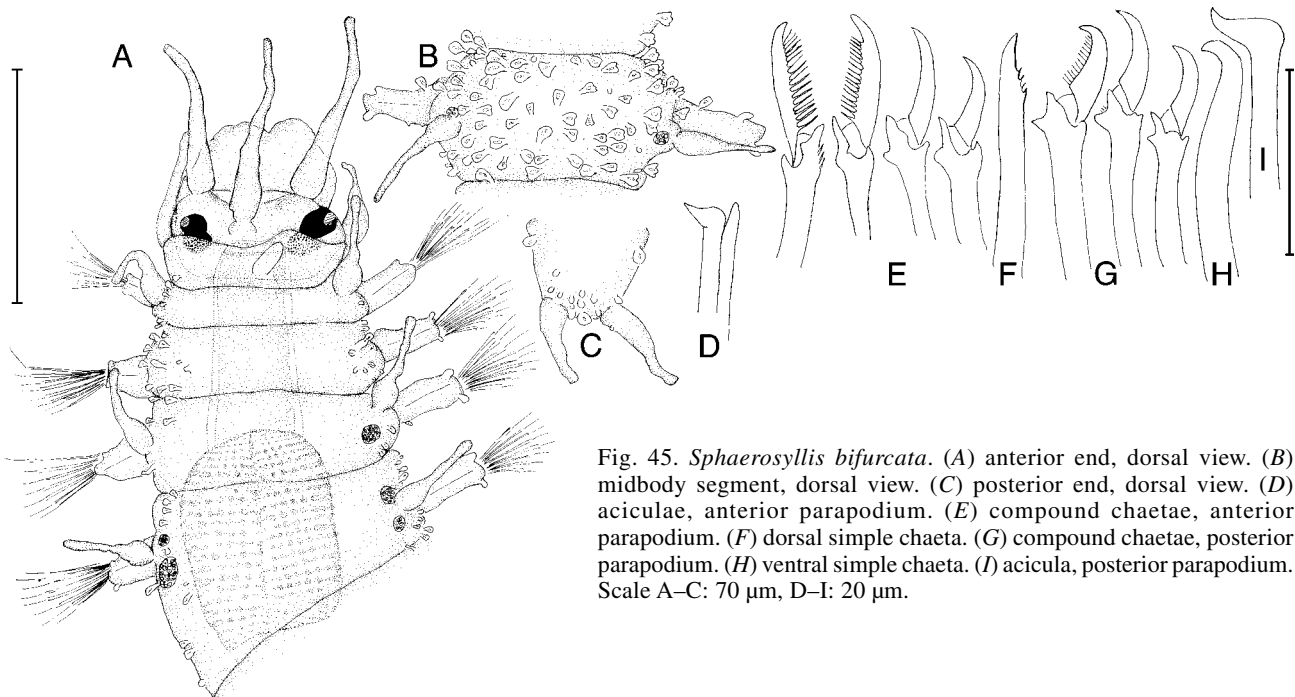 A
B
C
D
E
F
G
H
I
Fig. 45. Sphaerosyllis bifurcata. (A) anterior end, dorsal view. (B)
midbody segment, dorsal view. (C) posterior end, dorsal view. (D)
aciculae, anterior parapodium. (E) compound chaetae, anterior
parapodium. (F) dorsal simple chaeta. (G) compound chaetae, posterior
parapodium. (H) ventral simple chaeta. (I) acicula, posterior parapodium.
Scale A–C: 70 µm, D–I: 20 µm.